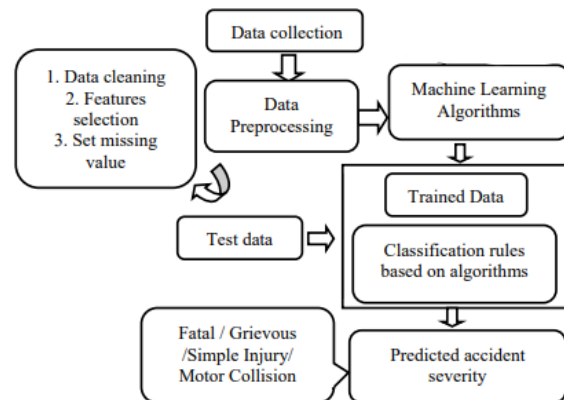 Data collection
1. Data cleaning
2. Features
selection
3. Set missing
value
Data
Preprocessing
Machine Learning
Algorithms
Trained Data
Test data
Classification rules
based on algorithms
Fatal / Grievous
/Simple Injury/
Motor Collision
Predicted accident
severity